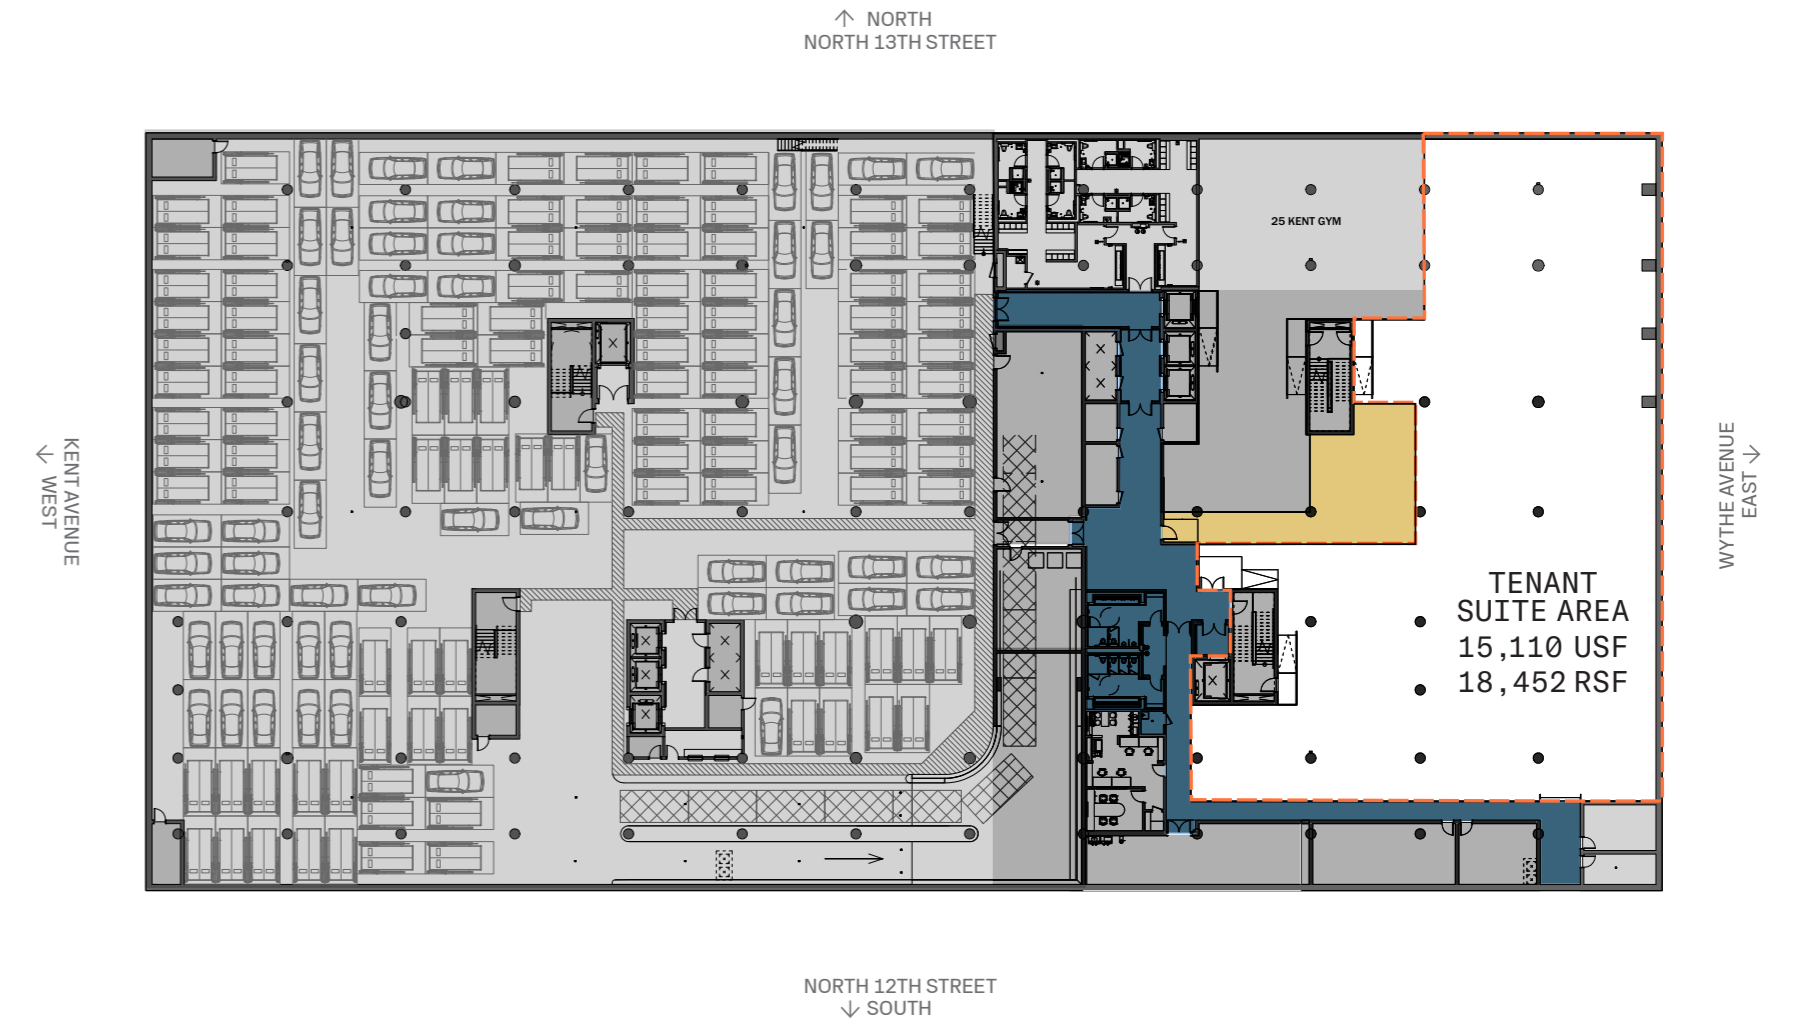 NORTH
NORTH 13TH STREET
25 KENT GYM
KENT AVENUE
WEST
WYTHE AVENUE
EAST
TENANT
SUITE AREA
15,110 USF
18,452 RSF
NORTH 12TH STREET
SOUTH